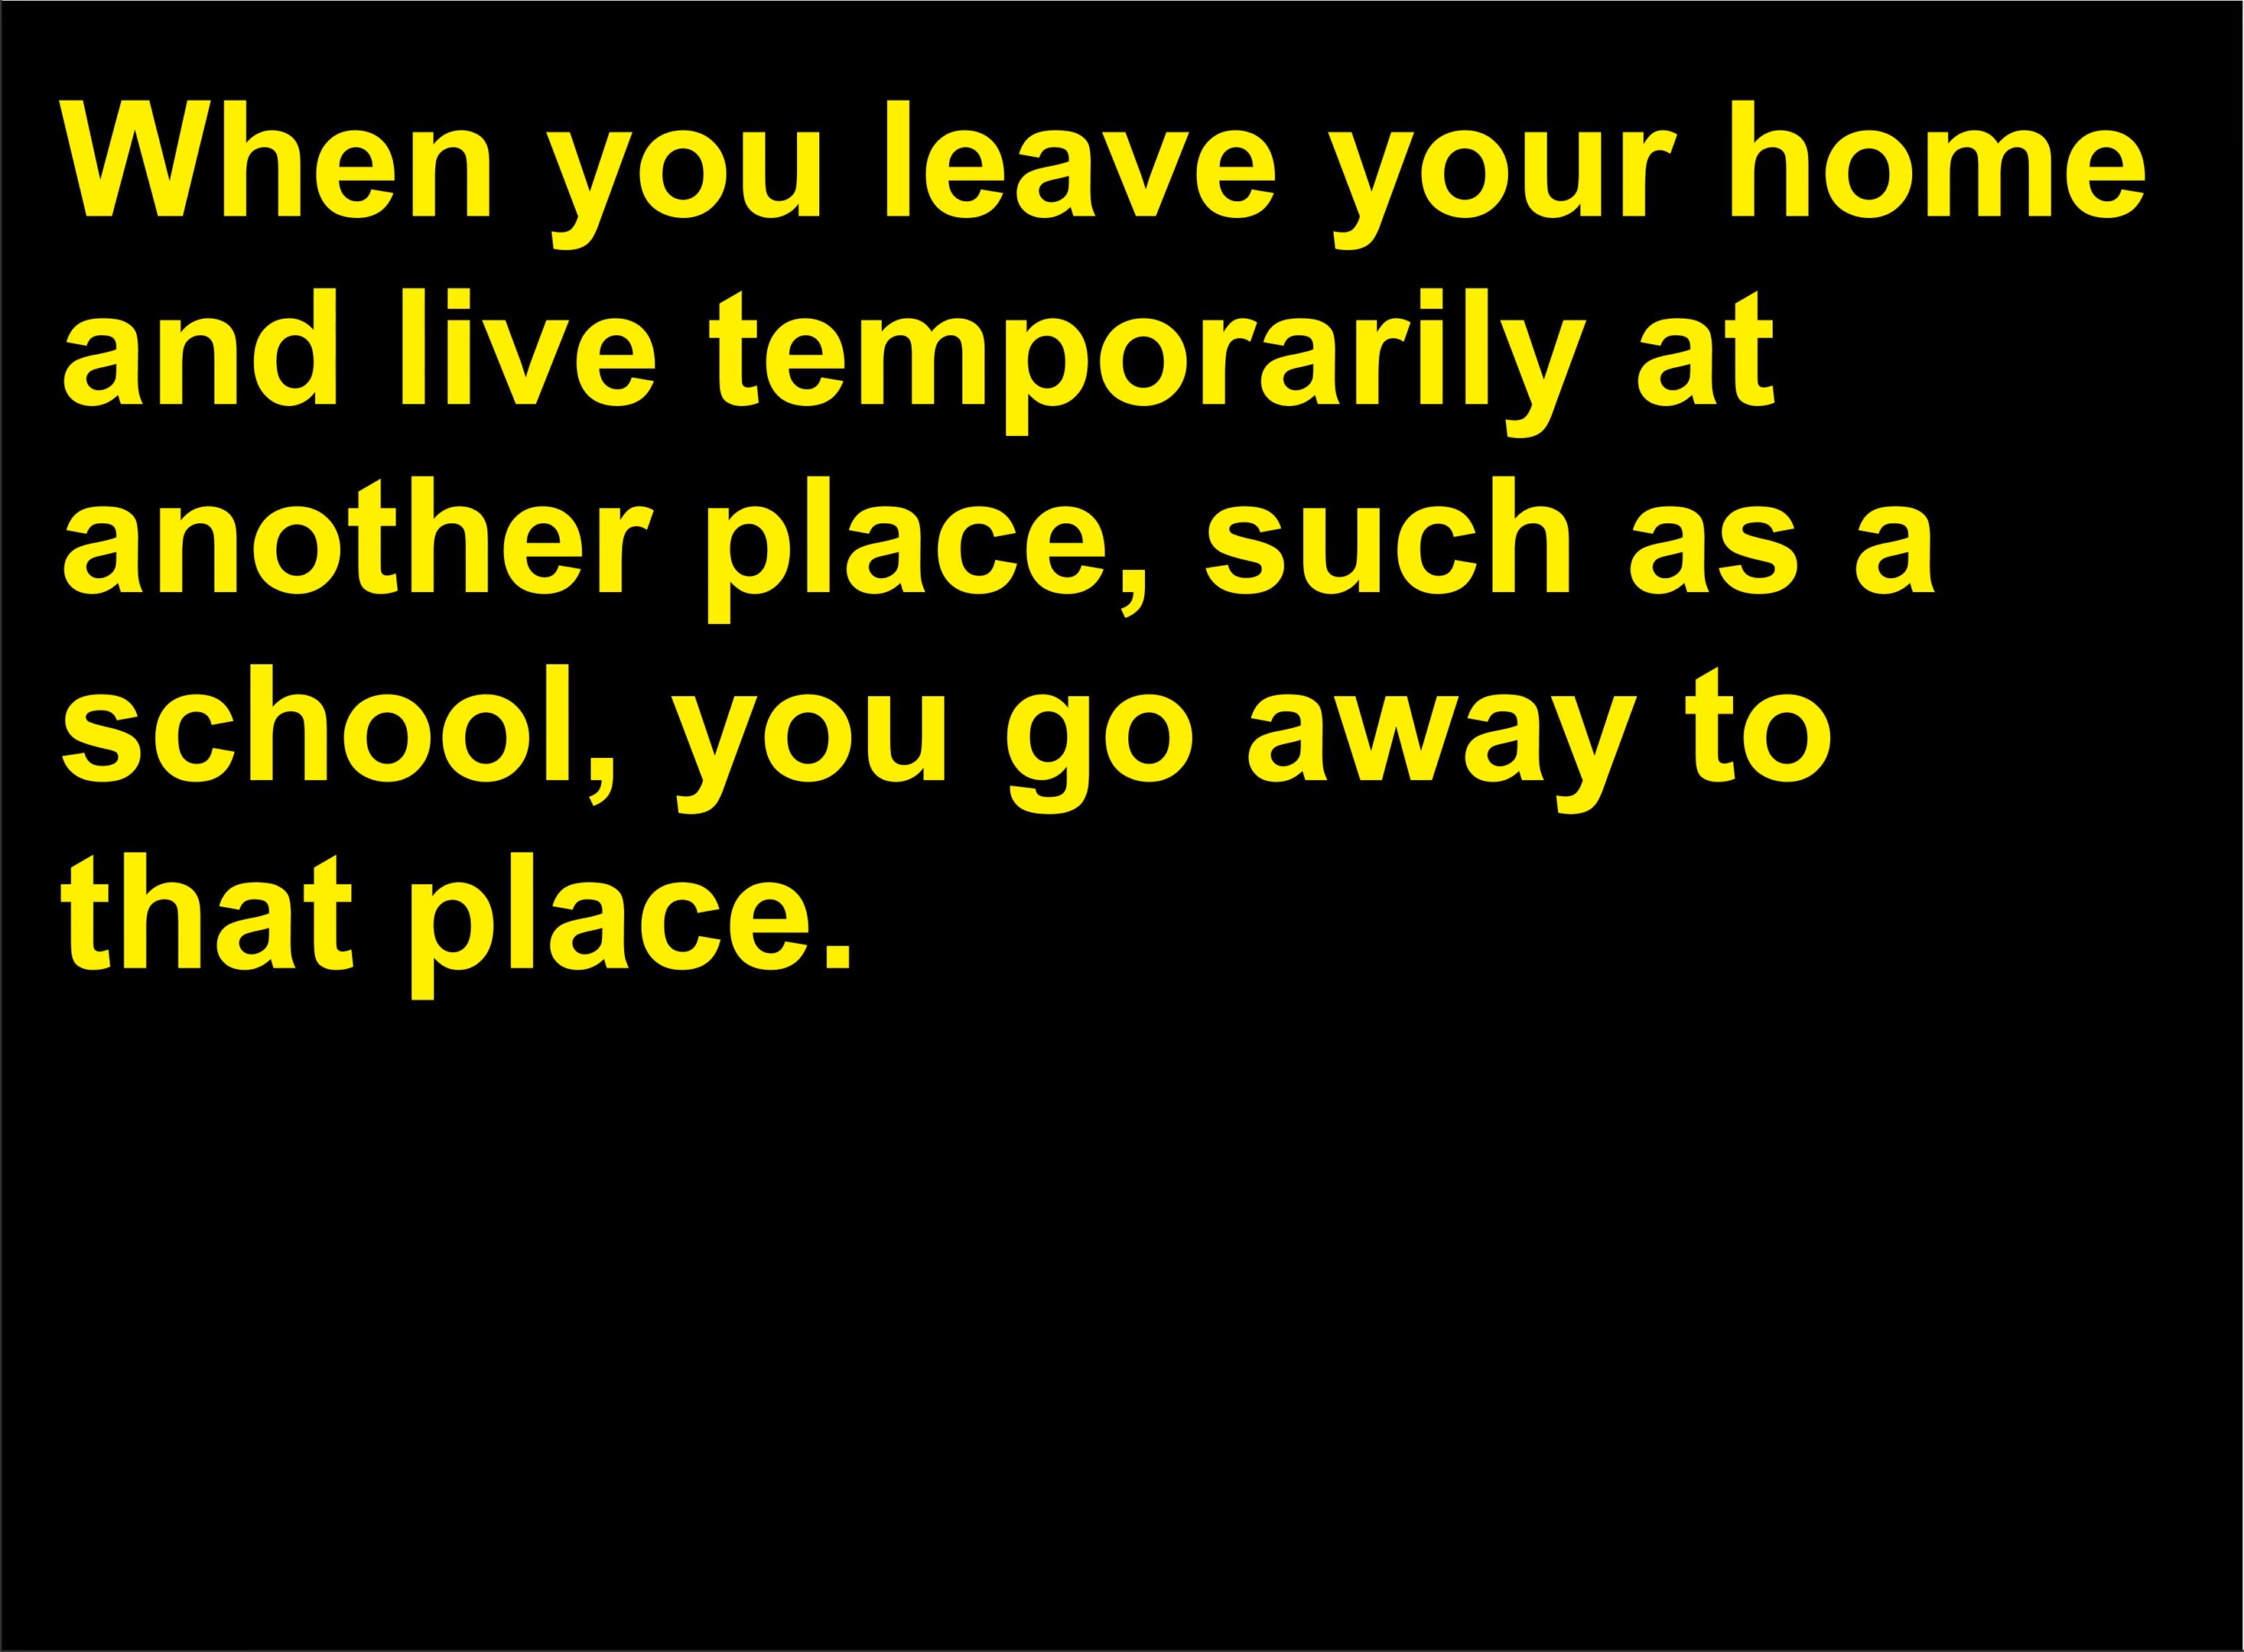 When you leave your home
and live temporarily at
another place, such as a
school, you go away to
that place.